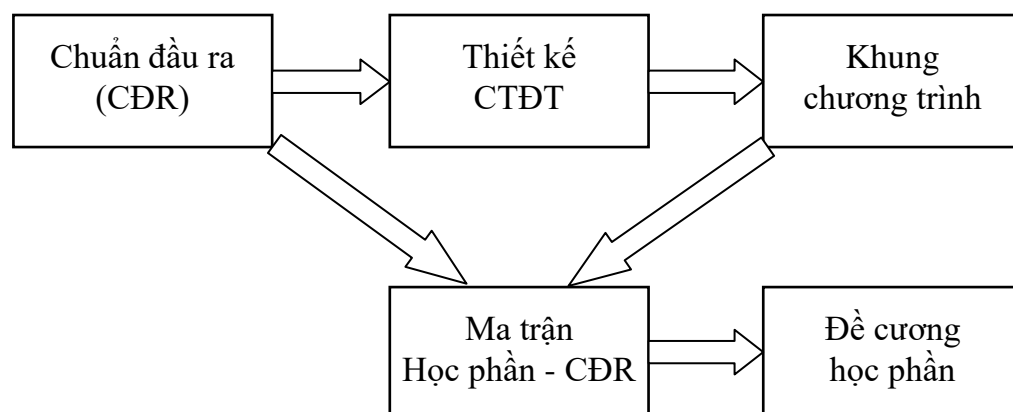 Chuẩn đầu ra
(CĐR)
Thiết kế
CTĐT
Khung
chương trình
Ma trận
Học phần - CĐR
Đề cương
học phần